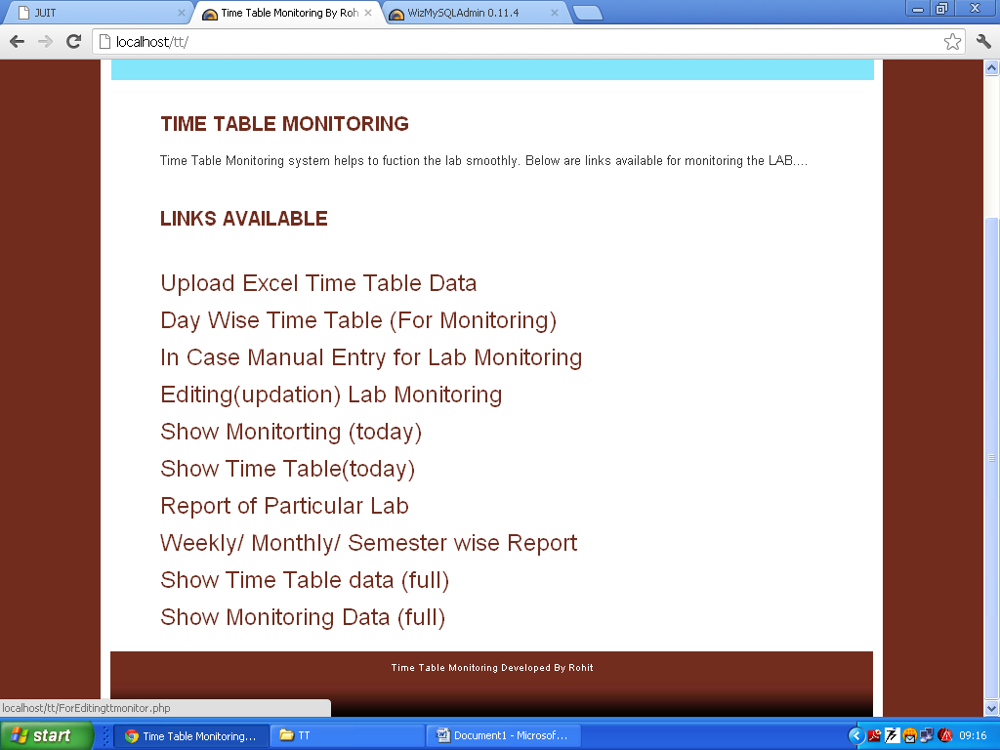 JUIT
Time Table Monitoring By Roh
WizMySQLAdmin 0.11.4
localhost/tt/
TIME TABLE MONITORING
Time Table Monitoring system helps to fuction the lab smoothly. Below are links available for monitoring the LAB....
LINKS AVAILABLE
Upload Excel Time Table Data
Day Wise Time Table (For Monitoring)
In Case Manual Entry for Lab Monitoring
Editing(updation) Lab Monitoring
Show Monitorting (today)
Show Time Table(today)
Report of Particular Lab
Weekly/ Monthly/ Semester wise Report
Show Time Table data (full)
Show Monitoring Data (full)
Time Table Monitoring Developed By Rohit
localhost/tt/ForEditingttmonitor.php
start
Time Table Monitoring...
TT
Document1 - Microsof...
09:16